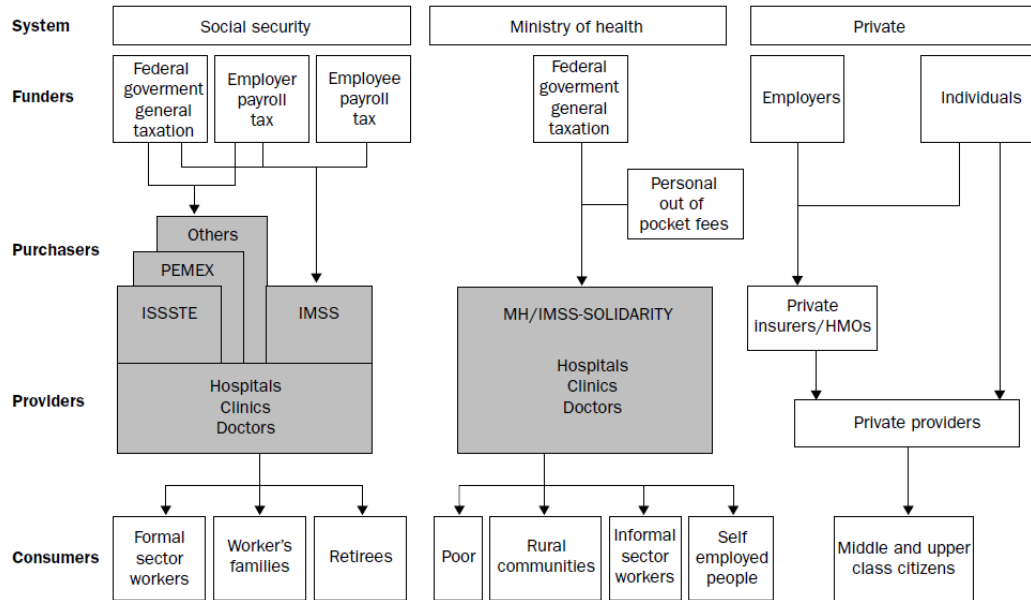 System
Social security
Ministry of health
Private
Funders
Federal
goverment
general
taxation
Employer
payroll
tax
Employee
payroll
tax
Federal
goverment
general
taxation
Employers
Individuals
Personal
out of
pocket fees
Purchasers
Others
PEMEX
ISSSTE
IMSS
MH/IMSS-SOLIDARITY
Private
insurers/HMOs
Providers
Hospitals
Clinics
Doctors
Hospitals
Clinics
Doctors
Private providers
Consumers
Formal
sector
workers
Worker's
families
Retirees
Poor
Rural
communities
Informal
sector
workers
Self
employed
people
Middle and upper
class citizens